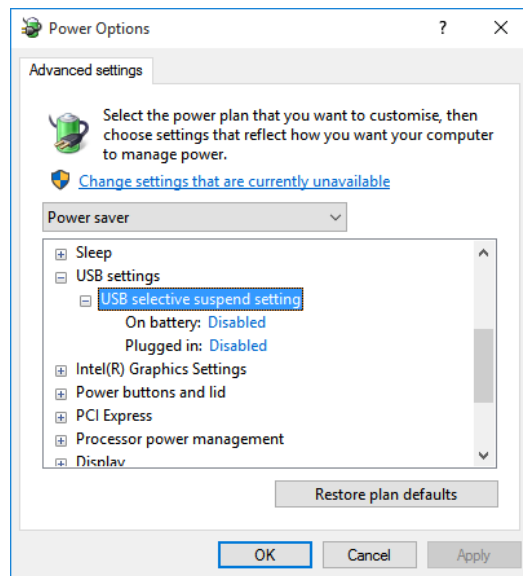 Power Options
Advanced settings
Select the power plan that you want to customise, then
choose settings that reflect how you want your computer
to manage power.
Change settings that are currently unavailable
Power saver
Sleep
USB settings
USB selective suspend setting
On battery: Disabled
Plugged in: Disabled
Intel(R) Graphics Settings
Power buttons and lid
PCI Express
Processor power management
Display
Restore plan defaults
OK Cancel Apply